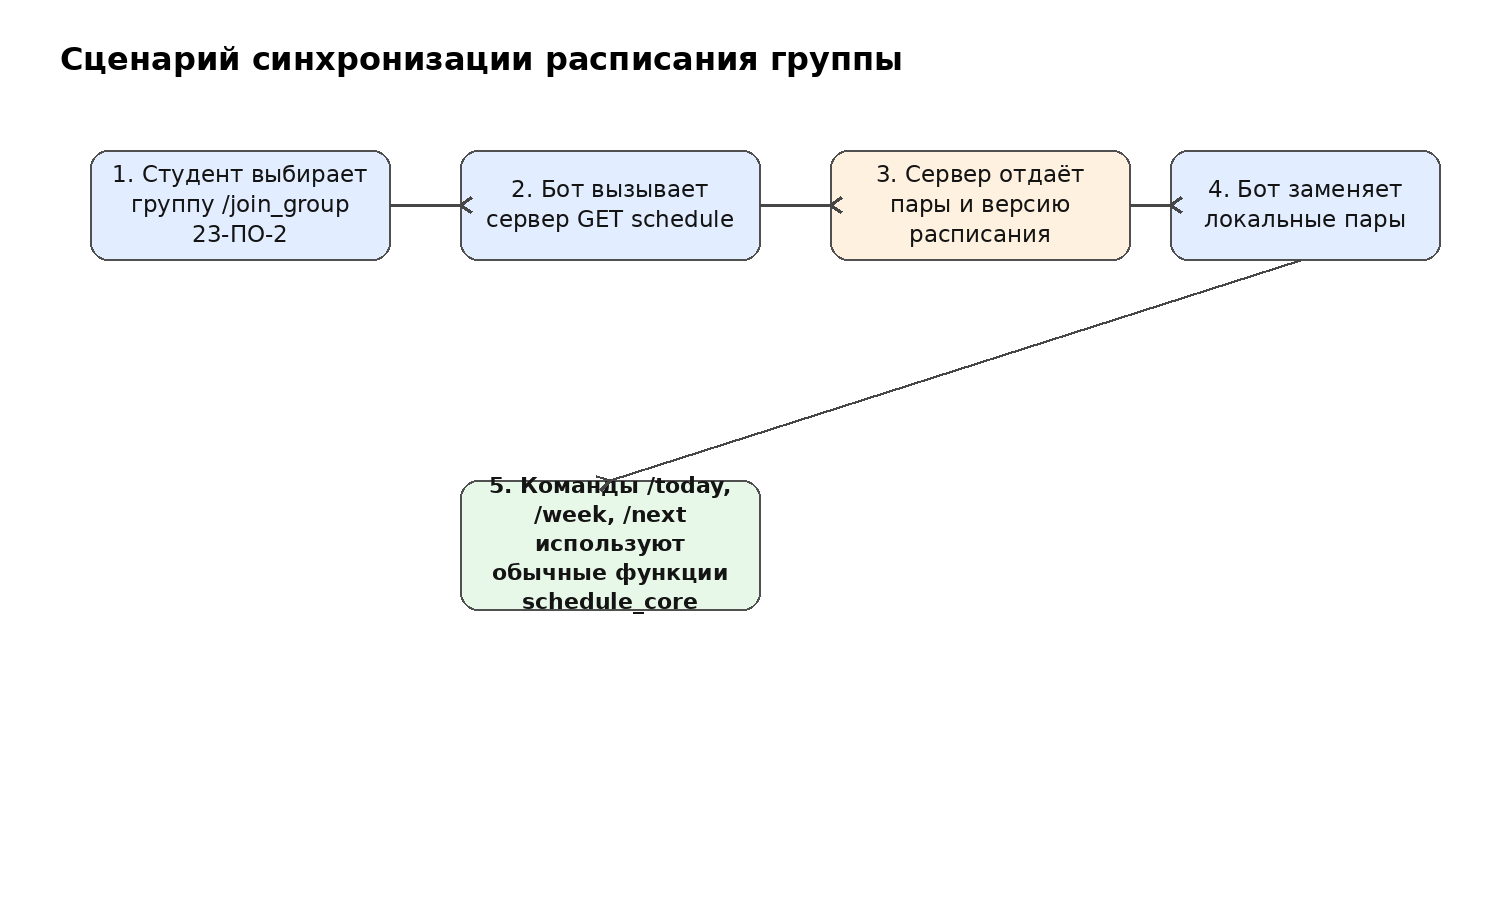 Сценарий синхронизации расписания группы
1. Студент выбирает
группу /join_group
23-ПО-2
2. Бот вызывает
сервер GET schedule
3. Сервер отдаёт
пары и версию
расписания
4. Бот заменяет
локальные пары
5. Команды /today,
/week, /next
используют
обычные функции
schedule_core